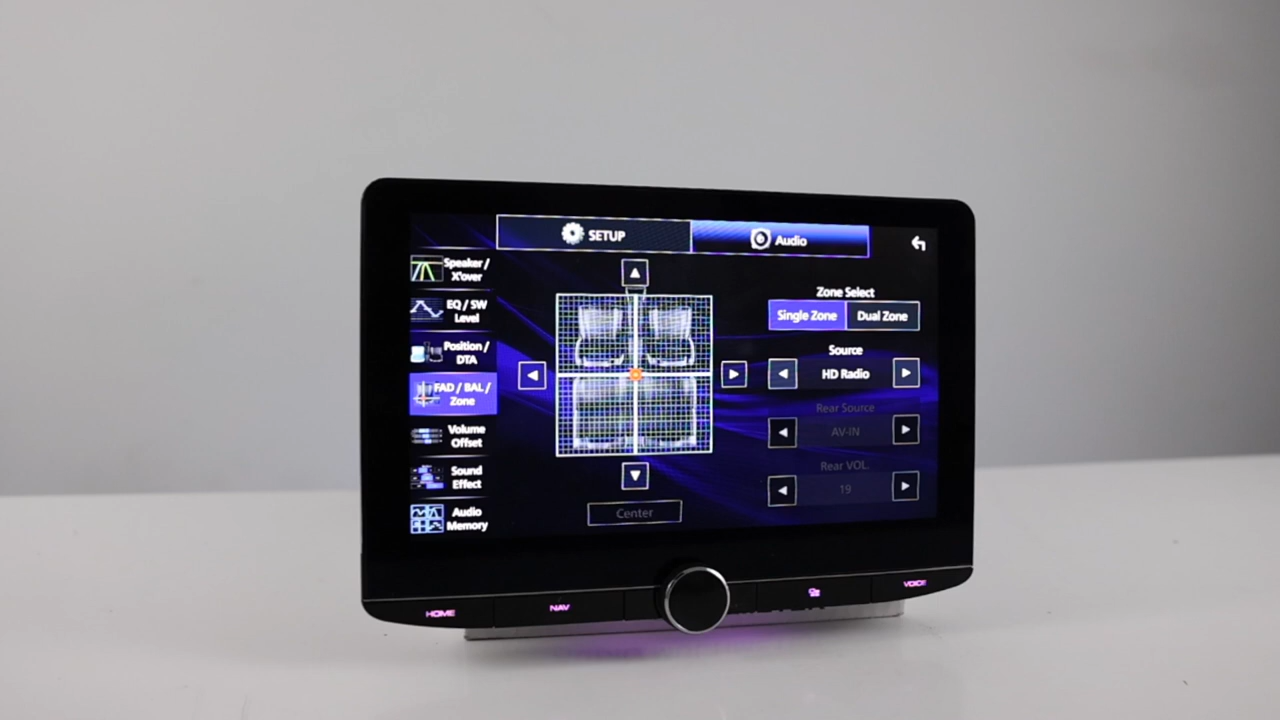 SETUP
Audio
Speaker /
X'over
EQ / SW
Level
Position /
DTA
FAD / BAL /
Zone
Volume
Offset
Sound
Effect
Audio
Memory
Center
Zone Select
Single Zone
Dual Zone
Source
HD Radio
Rear Source
AV-IN
Rear VOL.
19
HOME
NAV
VOICE